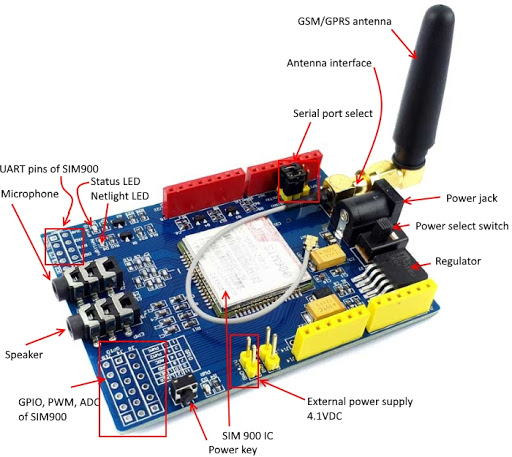 GSM/GPRS antenna
Antenna interface
Serial port select
UART pins of SIM900
Microphone
Status LED
Netlight LED
Power jack
Power select switch
Regulator
Speaker
GPIO, PWM, ADC
of SIM900
SIM 900 IC
Power key
External power supply
4.1VDC